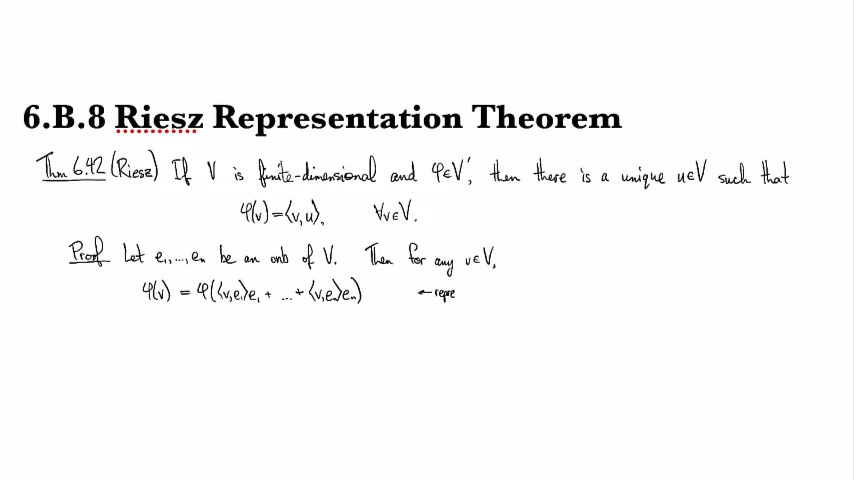 6.B.8 Riesz Representation Theorem
Thm 6.42 (Riesz) If V is finite-dimensional and φ∈V′, then there is a unique u∈V such that
φ(v)=⟨v,u⟩, ∀v∈V.
Proof Let e₁,...,eₙ be an onb of V. Then for any v∈V,
φ(v) = φ(⟨v,e₁⟩e₁ + ... + ⟨v,eₙ⟩eₙ) ←repre